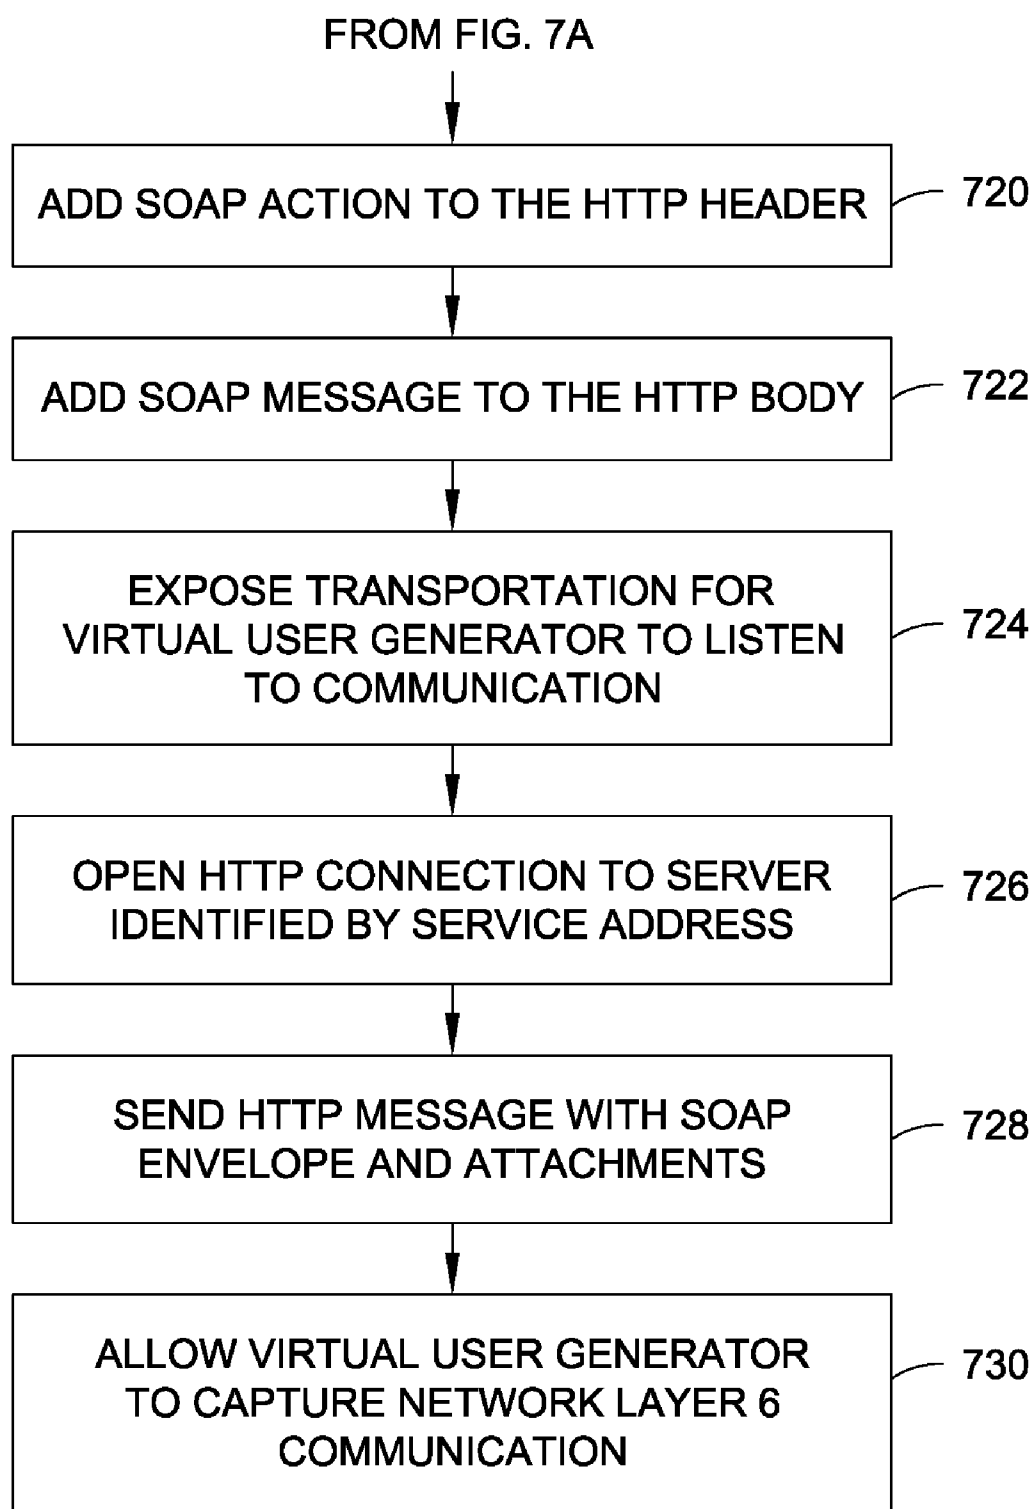 FROM FIG. 7A
ADD SOAP ACTION TO THE HTTP HEADER
720
ADD SOAP MESSAGE TO THE HTTP BODY
722
EXPOSE TRANSPORTATION FOR
VIRTUAL USER GENERATOR TO LISTEN
TO COMMUNICATION
724
OPEN HTTP CONNECTION TO SERVER
IDENTIFIED BY SERVICE ADDRESS
726
SEND HTTP MESSAGE WITH SOAP
ENVELOPE AND ATTACHMENTS
728
ALLOW VIRTUAL USER GENERATOR
TO CAPTURE NETWORK LAYER 6
COMMUNICATION
730